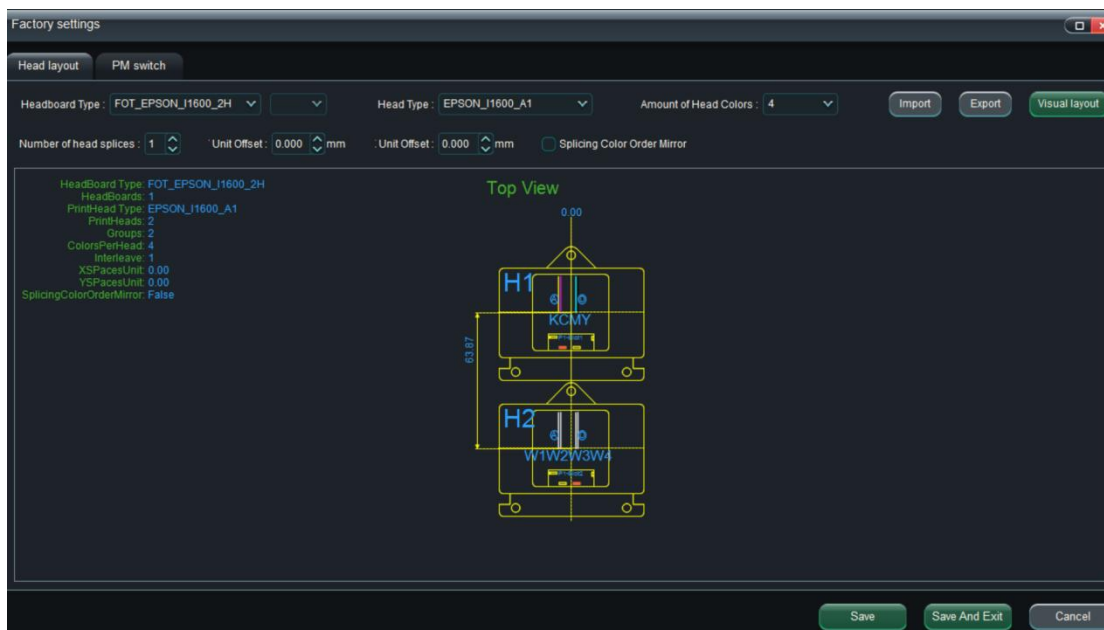 Factory settings
Head layout PM switch
Headboard Type : FOT_EPSON_I1600_2H Head Type : EPSON_I1600_A1 Amount of Head Colors : 4 Import Export Visual layout
Number of head splices : 1 Unit Offset : 0.000 mm Unit Offset : 0.000 mm Splicing Color Order Mirror
HeadBoard Type: FOT_EPSON_I1600_2H
HeadBoards: 1
PrintHead Type: EPSON_I1600_A1
PrintHeads: 2
Groups: 2
ColorsPerHead: 4
Interleave: 1
XSPacesUnit: 0.00
YSPacesUnit: 0.00
SplicingColorOrderMirror: False
Top View
0.00
H1
KCMY
63.87
H2
W1W2W3W4
Save Save And Exit Cancel